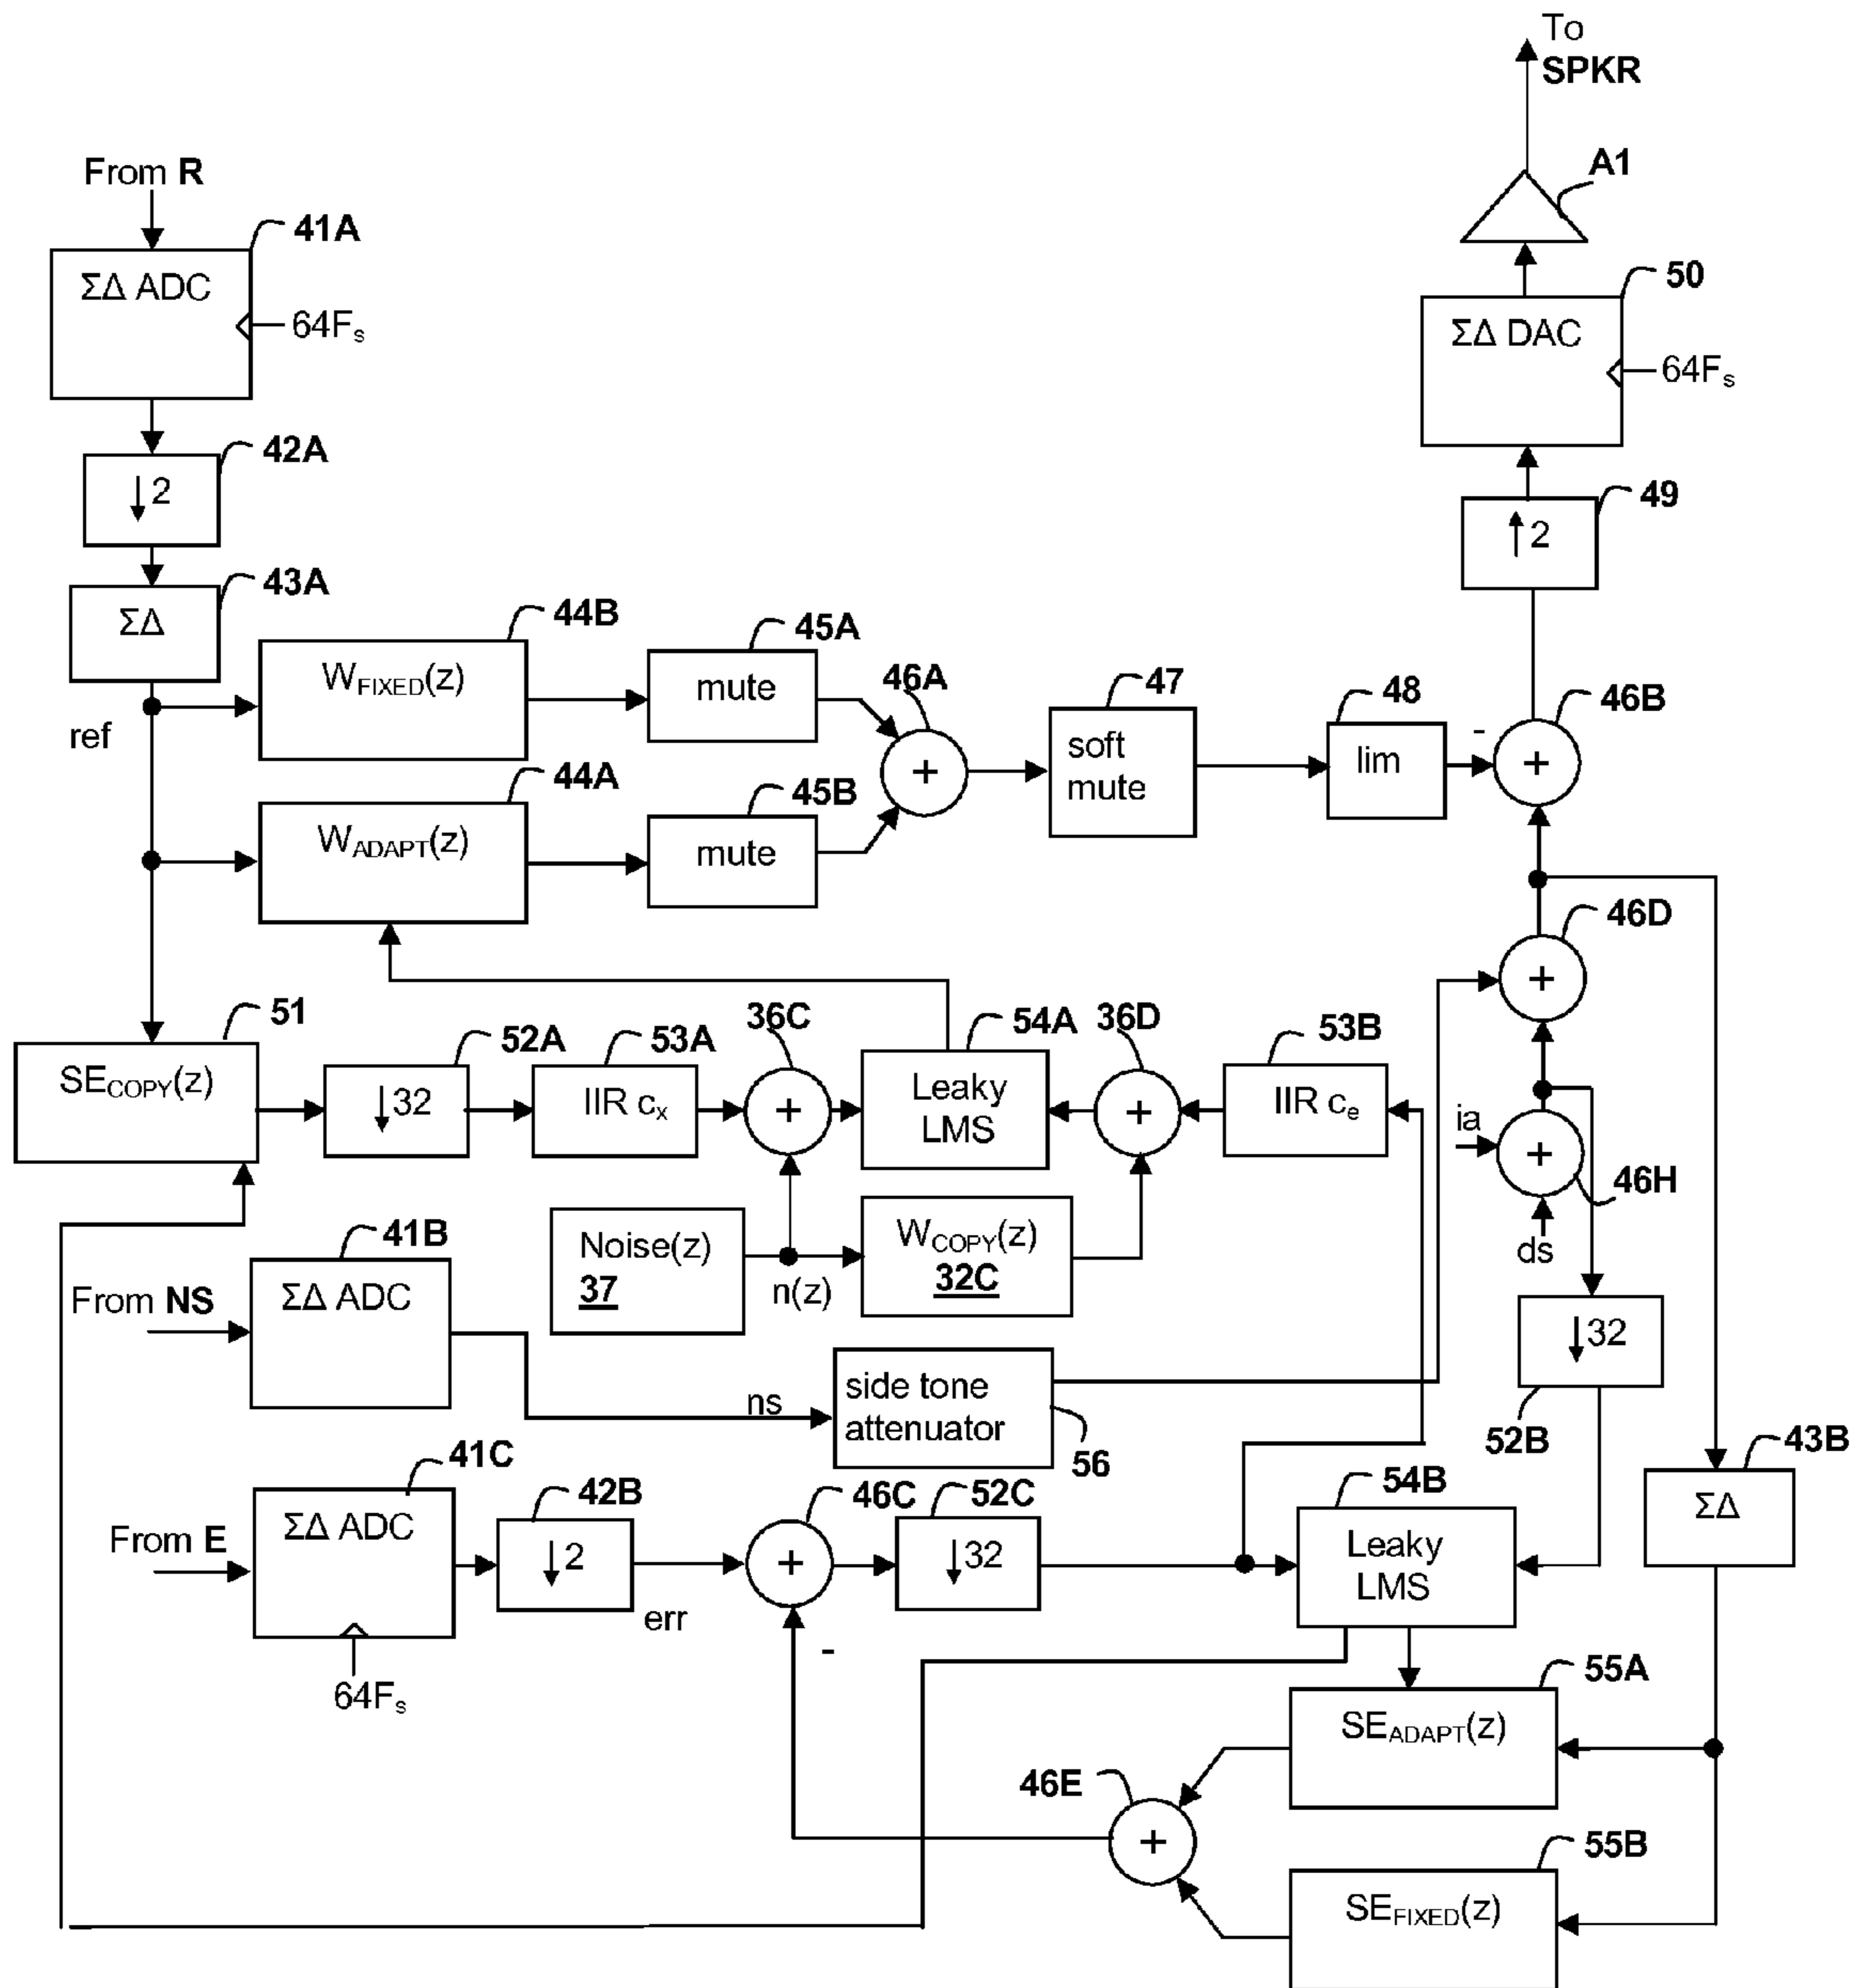 To
SPKR
A1
From R
41A
ΣΔ ADC
64Fs
50
ΣΔ DAC
64Fs
42A
↓2
49
↑2
43A
ΣΔ
ref
44B
WFIXED(z)
45A
mute
46A
+
47
soft
mute
48
lim
-
46B
+
44A
WADAPT(z)
45B
mute
46D
+
51
SECOPY(z)
52A
↓32
53A
IIR cx
36C
+
54A
Leaky
LMS
36D
+
53B
IIR ce
ia
+
46H
ds
41B
From NS
ΣΔ ADC
Noise(z)
37
n(z)
WCOPY(z)
32C
↓32
52B
ns
side tone
attenuator
56
43B
ΣΔ
41C
From E
ΣΔ ADC
64Fs
42B
↓2
err
46C
+
-
52C
↓32
54B
Leaky
LMS
55A
SEADAPT(z)
46E
+
55B
SEFIXED(z)